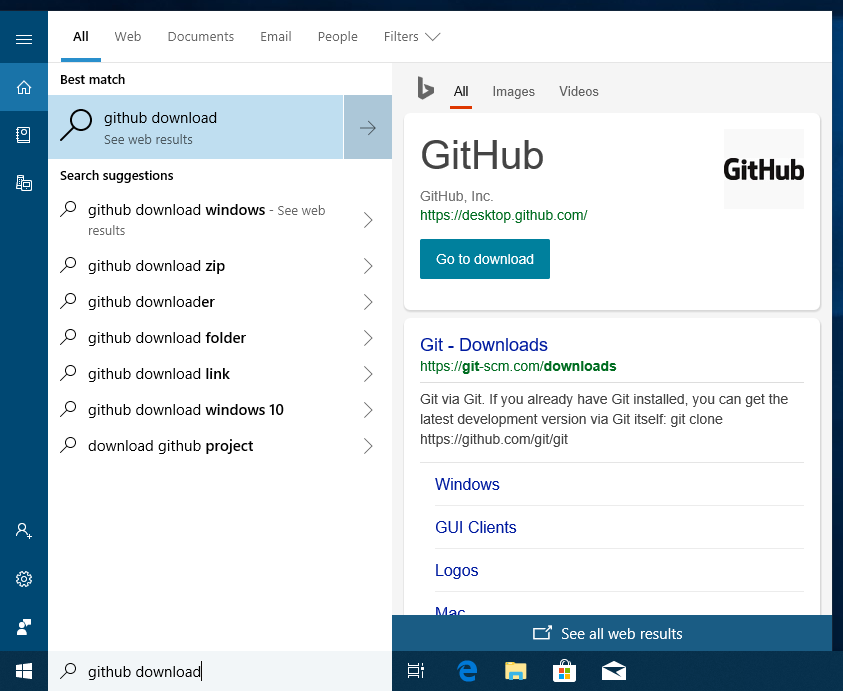 All Web Documents Email People Filters
Best match
github download
See web results
Search suggestions
github download windows - See web
results
github download zip
github downloader
github download folder
github download link
github download windows 10
download github project
github download
All Images Videos
GitHub
GitHub, Inc.
https://desktop.github.com/
Go to download
GitHub
Git - Downloads
https://git-scm.com/downloads
Git via Git. If you already have Git installed, you can get the
latest development version via Git itself: git clone
https://github.com/git/git
Windows
GUI Clients
Logos
Mac
See all web results